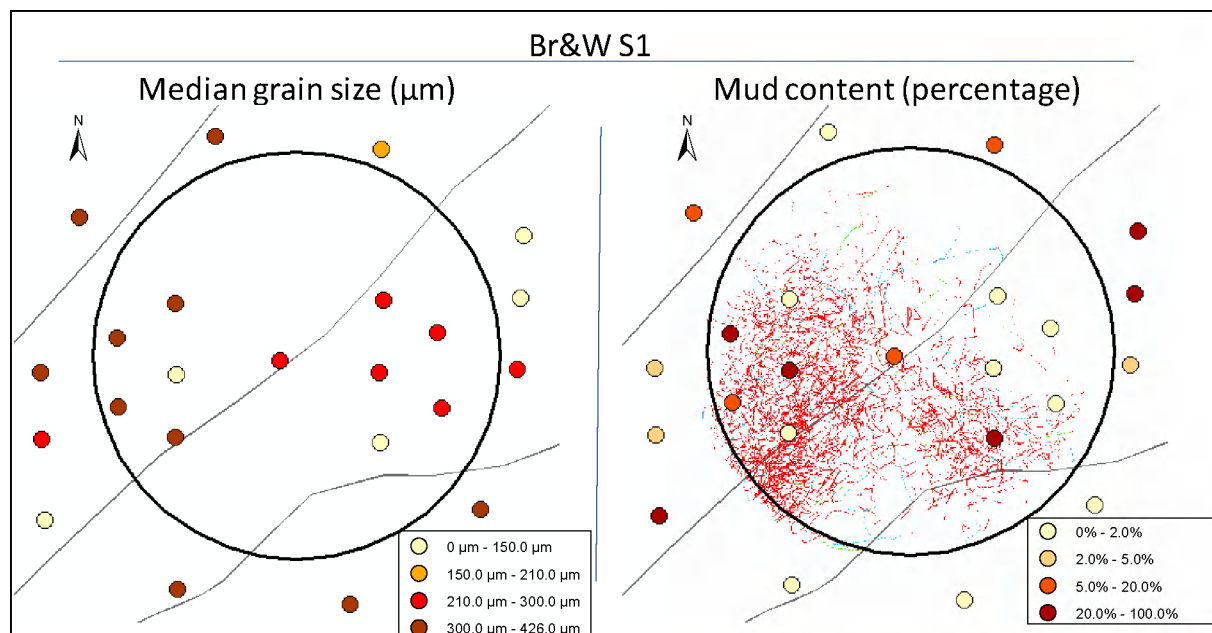 Br&W S1
Median grain size (µm)
Mud content (percentage)
N
N
0 µm - 150.0 µm
150.0 µm - 210.0 µm
210.0 µm - 300.0 µm
300.0 µm - 426.0 µm
0% - 2.0%
2.0% - 5.0%
5.0% - 20.0%
20.0% - 100.0%